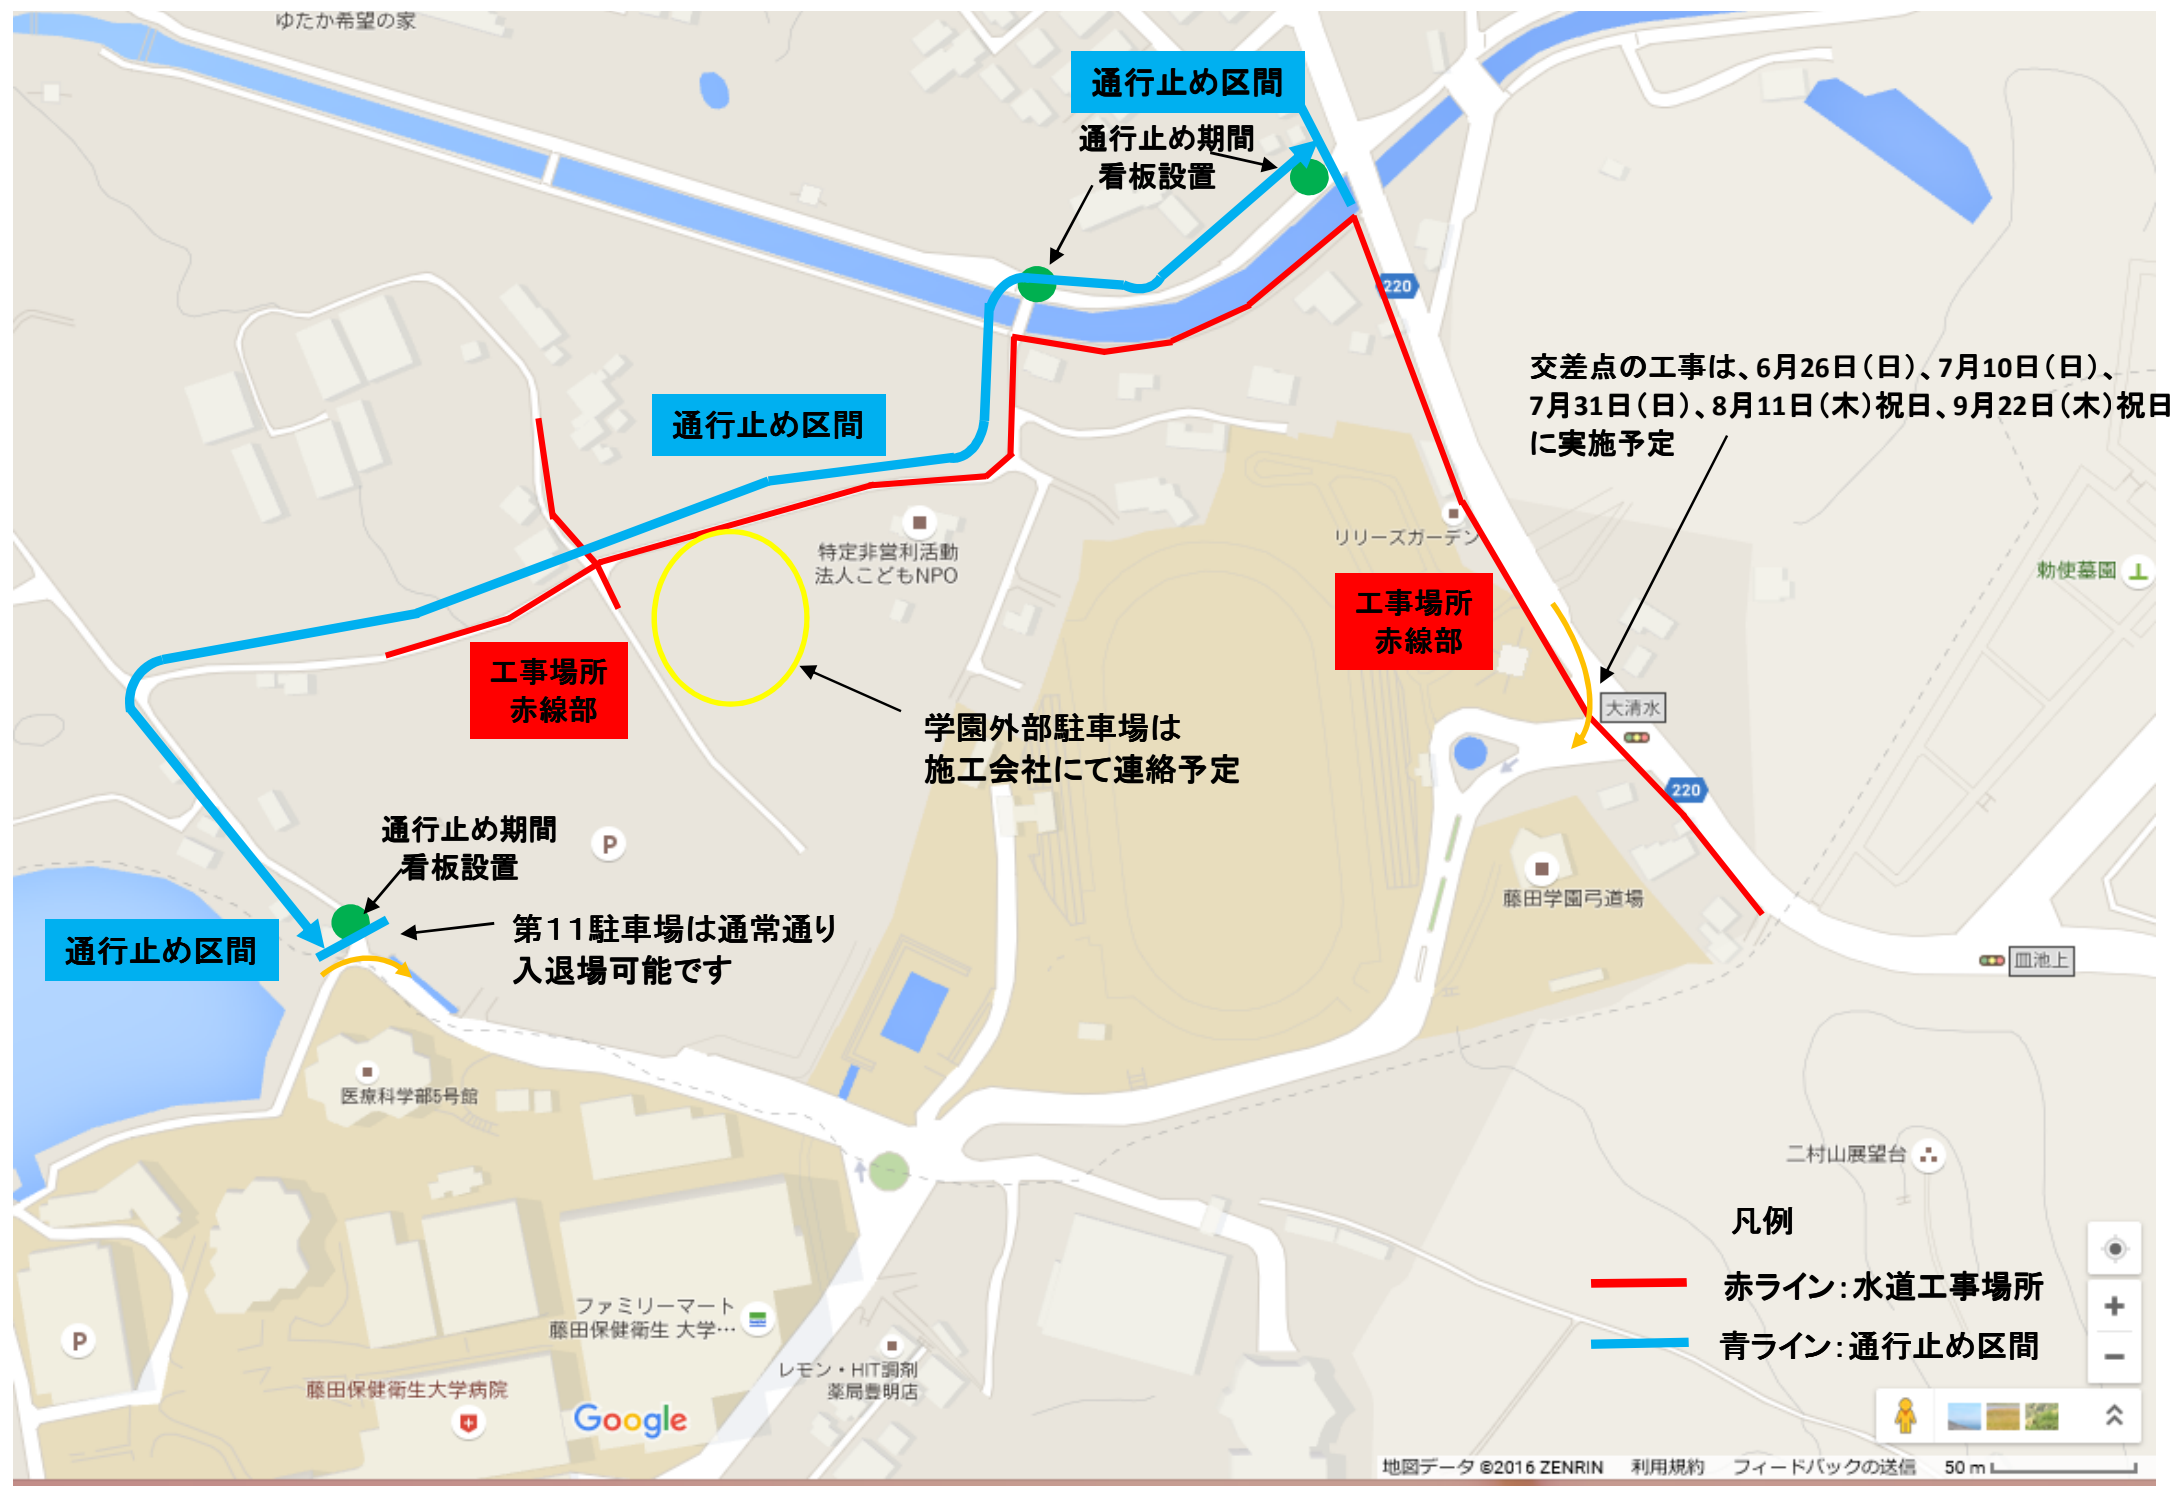 ゆたか希望の家
通行止め区間
通行止め期間
看板設置
220
交差点の工事は、6月26日(日)、7月10日(日)、
7月31日(日)、8月11日(木)祝日、9月22日(木)祝日
に実施予定
通行止め区間
特定非営利活動
法人こどもNPO
リリーズガーデン
勅使墓園
工事場所
赤線部
工事場所
赤線部
大清水
学園外部駐車場は
施工会社にて連絡予定
220
通行止め期間
看板設置
P
藤田学園弓道場
第11駐車場は通常通り
入退場可能です
通行止め区間
皿池上
医療科学部5号館
二村山展望台
凡例
赤ライン：水道工事場所
青ライン：通行止め区間
ファミリーマート
藤田保健衛生 大学…
P
レモン・HIT調剤
薬局豊明店
藤田保健衛生大学病院
Google
地図データ ©2016 ZENRIN 利用規約 フィードバックの送信 50 m